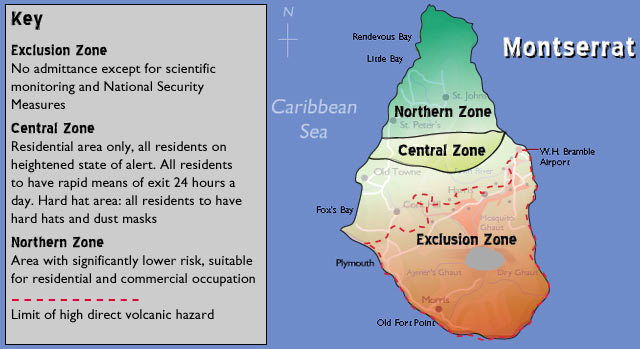 Key
Exclusion Zone
No admittance except for scientific
monitoring and National Security
Measures
Central Zone
Residential area only, all residents on
heightened state of alert. All residents
to have rapid means of exit 24 hours a
day. Hard hat area: all residents to have
hard hats and dust masks
Northern Zone
Area with significantly lower risk, suitable
for residential and commercial occupation
Limit of high direct volcanic hazard
N
Montserrat
Caribbean
Sea
Rendevous Bay
Little Bay
St. John's
Northern Zone
St. Peter's
Central Zone
W.H. Bramble
Airport
Old Towne
Fox's Bay
Mosquito
Ghaut
Exclusion Zone
Plymouth
Aymer's Ghaut
Dry Ghaut
Morris
Old Fort Point